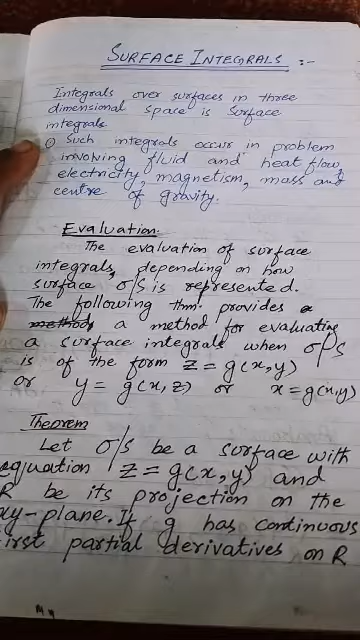 SURFACE INTEGRALS :-
Integrals over surfaces in three
dimensional space is surface
integrals.
① Such integrals occur in problem
involving fluid and heat flow,
electricity, magnetism, mass and
centre of gravity.
Evaluation.
The evaluation of surface
integrals, depending on how
surface σ/S is represented.
The following thm. provides a
methods a method for evaluating
a surface integrals when σ/S
is of the form z = g(x,y)
or y = g(x,z) or x = g(x,y)
Theorem
Let σ/S be a surface with
equation z = g(x,y) and
R be its projection on the
xy-plane. If g has continuous
first partial derivatives on R